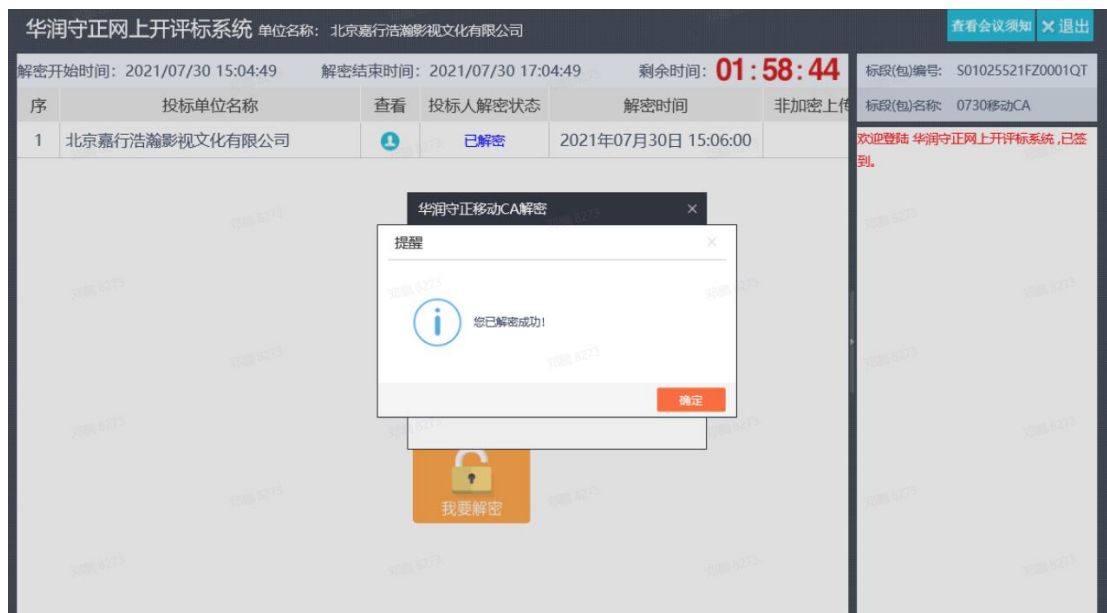 华润守正网上开评标系统 单位名称: 北京嘉行浩瀚影视文化有限公司
查看会议须知 退出
解密开始时间: 2021/07/30 15:04:49 解密结束时间: 2021/07/30 17:04:49 剩余时间: 01:58:44
标段(包)编号: S01025521FZ0001QT
序 投标单位名称 查看 投标人解密状态 解密时间 非加密上传
标段(包)名称: 0730移动CA
1 北京嘉行浩瀚影视文化有限公司 已解密 2021年07月30日 15:06:00
欢迎登陆 华润守正网上开评标系统 ,已签
到。
华润守正移动CA解密
提醒
您已解密成功!
确定
我要解密